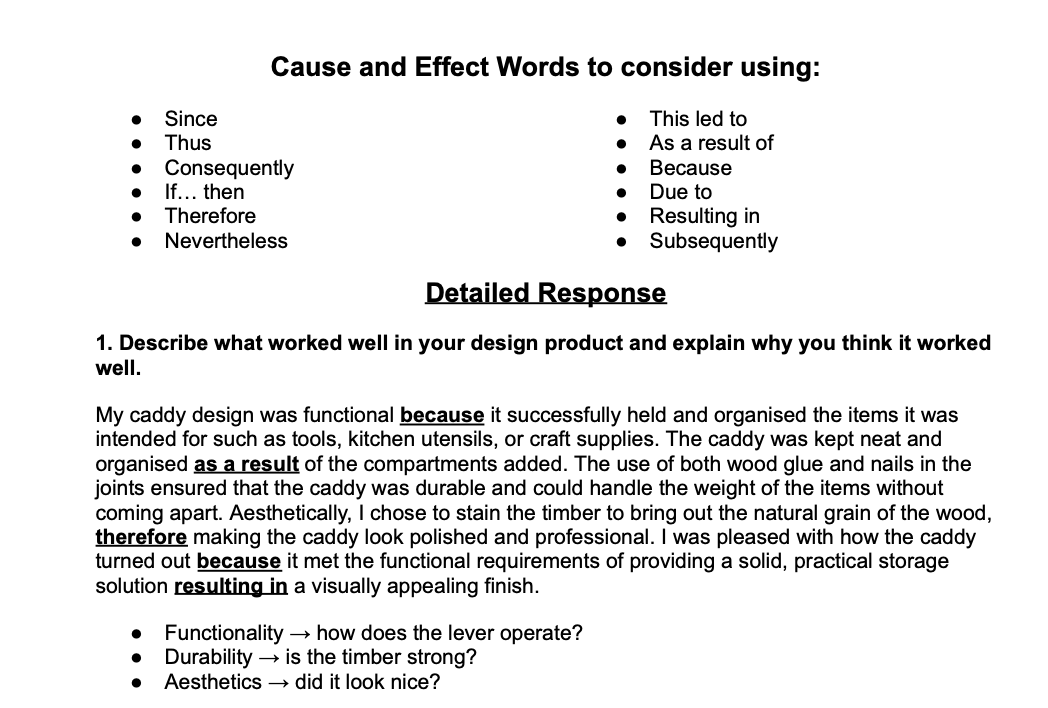 Cause and Effect Words to consider using:
● Since
● Thus
● Consequently
● If… then
● Therefore
● Nevertheless
● This led to
● As a result of
● Because
● Due to
● Resulting in
● Subsequently
Detailed Response
1. Describe what worked well in your design product and explain why you think it worked
well.
My caddy design was functional because it successfully held and organised the items it was
intended for such as tools, kitchen utensils, or craft supplies. The caddy was kept neat and
organised as a result of the compartments added. The use of both wood glue and nails in the
joints ensured that the caddy was durable and could handle the weight of the items without
coming apart. Aesthetically, I chose to stain the timber to bring out the natural grain of the wood,
therefore making the caddy look polished and professional. I was pleased with how the caddy
turned out because it met the functional requirements of providing a solid, practical storage
solution resulting in a visually appealing finish.
● Functionality → how does the lever operate?
● Durability → is the timber strong?
● Aesthetics → did it look nice?